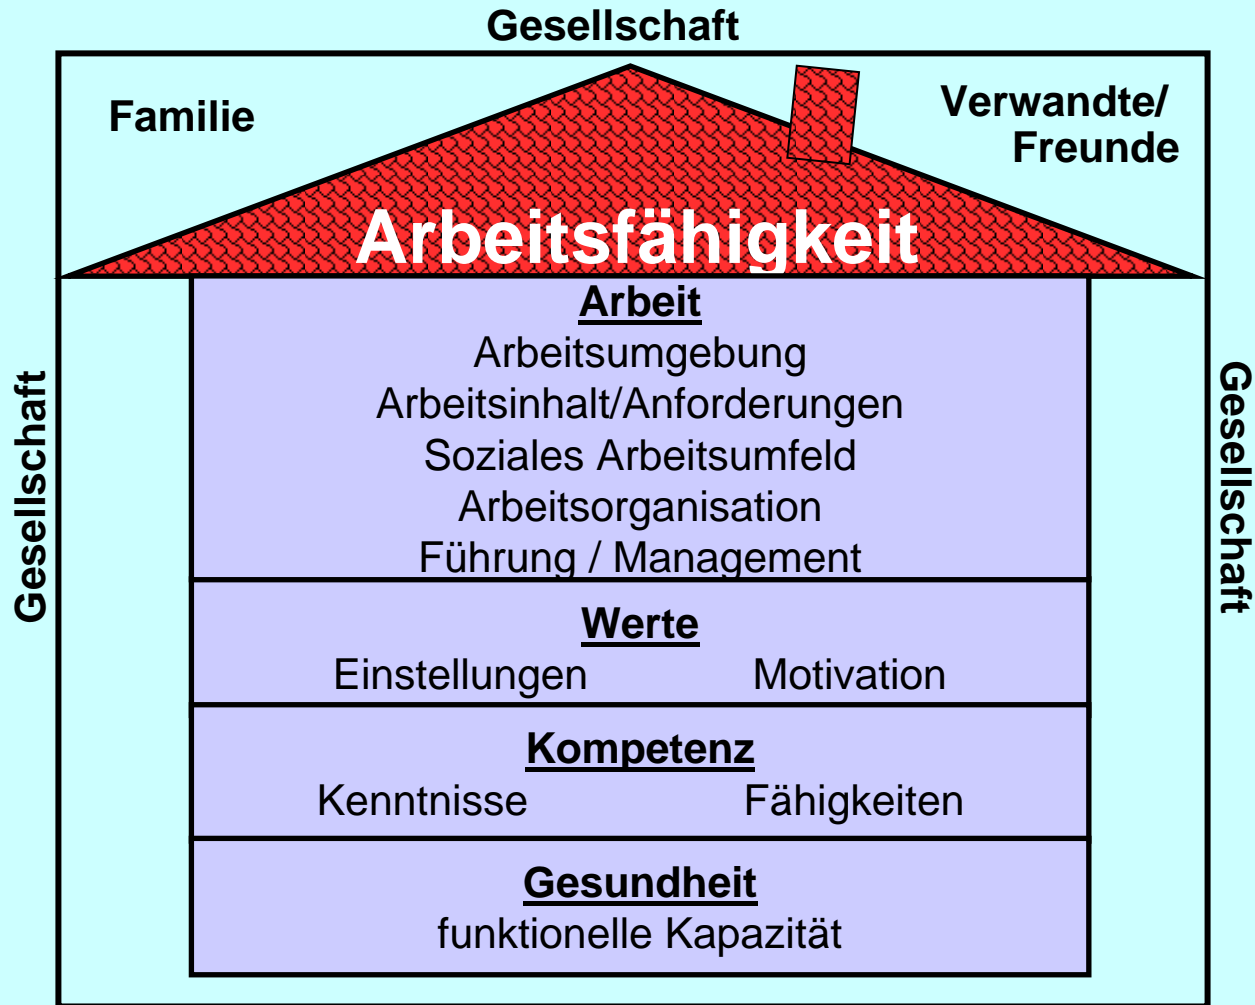 Gesellschaft
Familie
Verwandte/
Freunde
Arbeitsfähigkeit
Gesellschaft
Gesellschaft
Arbeit
Arbeitsumgebung
Arbeitsinhalt/Anforderungen
Soziales Arbeitsumfeld
Arbeitsorganisation
Führung / Management
Werte
Einstellungen Motivation
Kompetenz
Kenntnisse Fähigkeiten
Gesundheit
funktionelle Kapazität